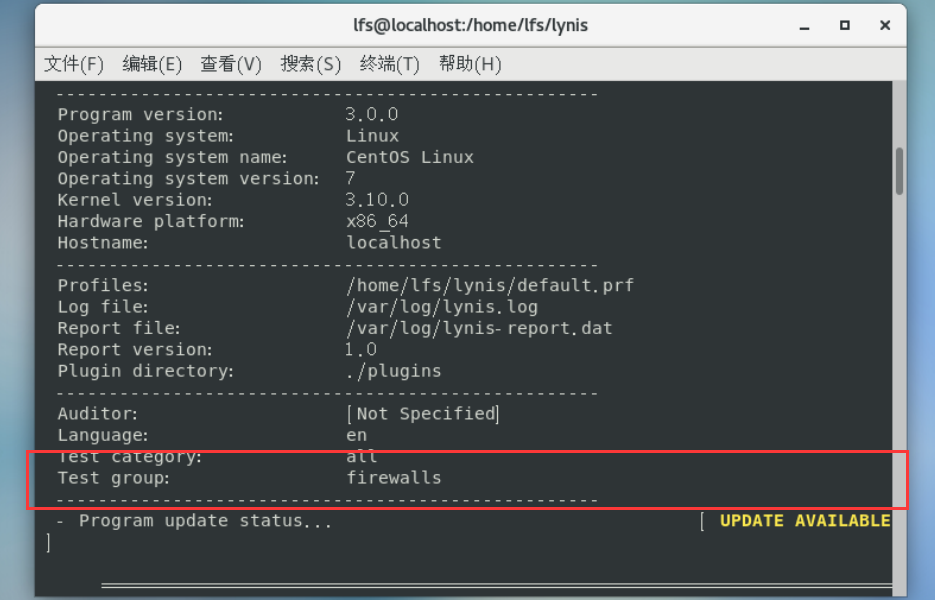 lfs@localhost:/home/lfs/lynis
文件(F) 编辑(E) 查看(V) 搜索(S) 终端(T) 帮助(H)
---------------------------------------------------
Program version: 3.0.0
Operating system: Linux
Operating system name: CentOS Linux
Operating system version: 7
Kernel version: 3.10.0
Hardware platform: x86_64
Hostname: localhost
---------------------------------------------------
Profiles: /home/lfs/lynis/default.prf
Log file: /var/log/lynis.log
Report file: /var/log/lynis-report.dat
Report version: 1.0
Plugin directory: ./plugins
---------------------------------------------------
Auditor: [Not Specified]
Language: en
Test category: all
Test group: firewalls
---------------------------------------------------
- Program update status... [ UPDATE AVAILABLE
]